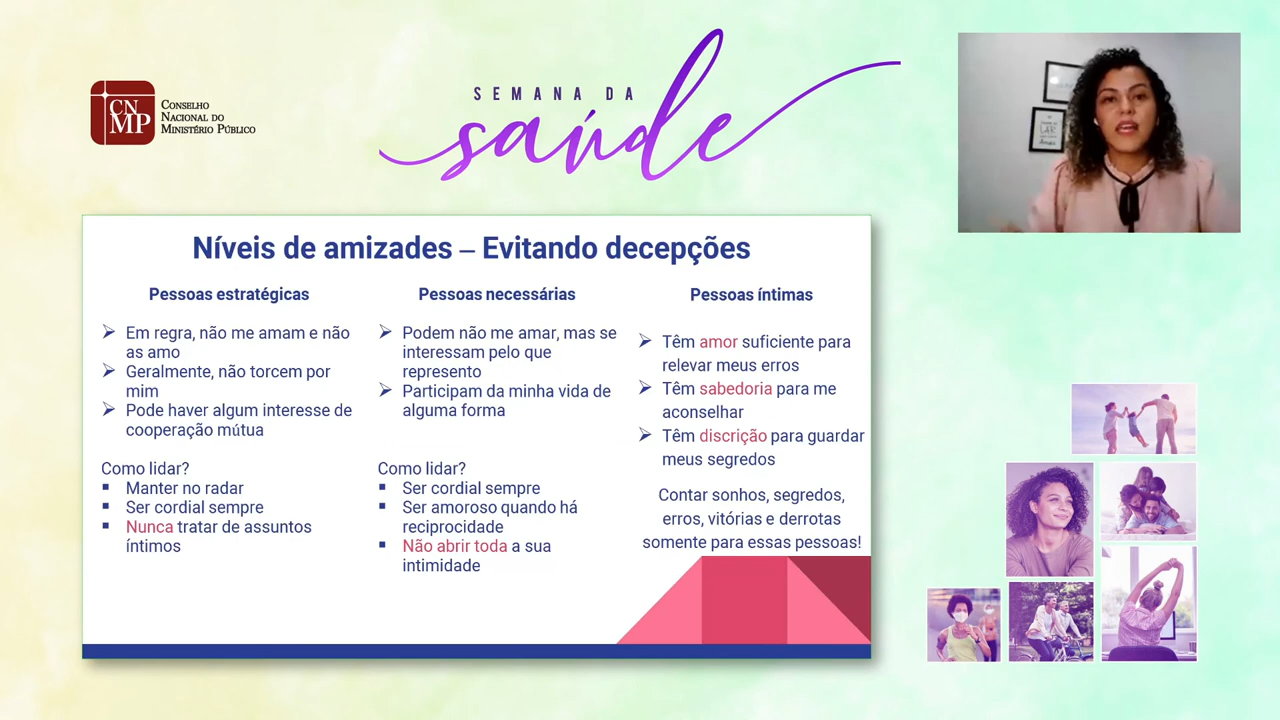 CN
MP
Conselho
Nacional do
Ministério Público
SEMANA DA
saúde
Níveis de amizades – Evitando decepções
Pessoas estratégicas
Em regra, não me amam e não
as amo
Geralmente, não torcem por
mim
Pode haver algum interesse de
cooperação mútua
Como lidar?
Manter no radar
Ser cordial sempre
Nunca tratar de assuntos
íntimos
Pessoas necessárias
Podem não me amar, mas se
interessam pelo que
represento
Participam da minha vida de
alguma forma
Como lidar?
Ser cordial sempre
Ser amoroso quando há
reciprocidade
Não abrir toda a sua
intimidade
Pessoas íntimas
Têm amor suficiente para
relevar meus erros
Têm sabedoria para me
aconselhar
Têm discrição para guardar
meus segredos
Contar sonhos, segredos,
erros, vitórias e derrotas
somente para essas pessoas!
LAR
Amor